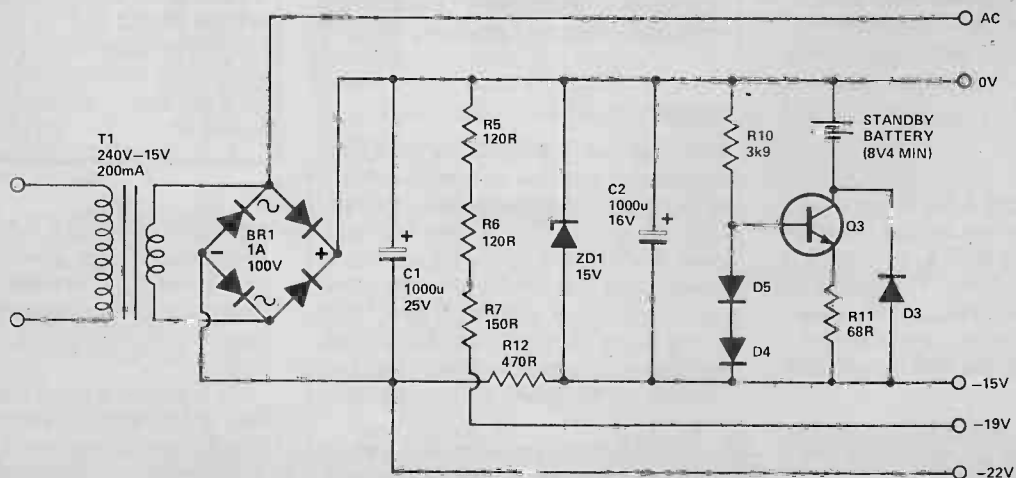 AC
0V
T1
240V–15V
200mA
BR1
1A
100V
–
+
C1
1000u
25V
+
R5
120R
R6
120R
R7
150R
R12
470R
ZD1
15V
C2
1000u
16V
+
R10
3k9
D5
D4
STANDBY
BATTERY
(8V4 MIN)
Q3
R11
68R
D3
–15V
–19V
–22V